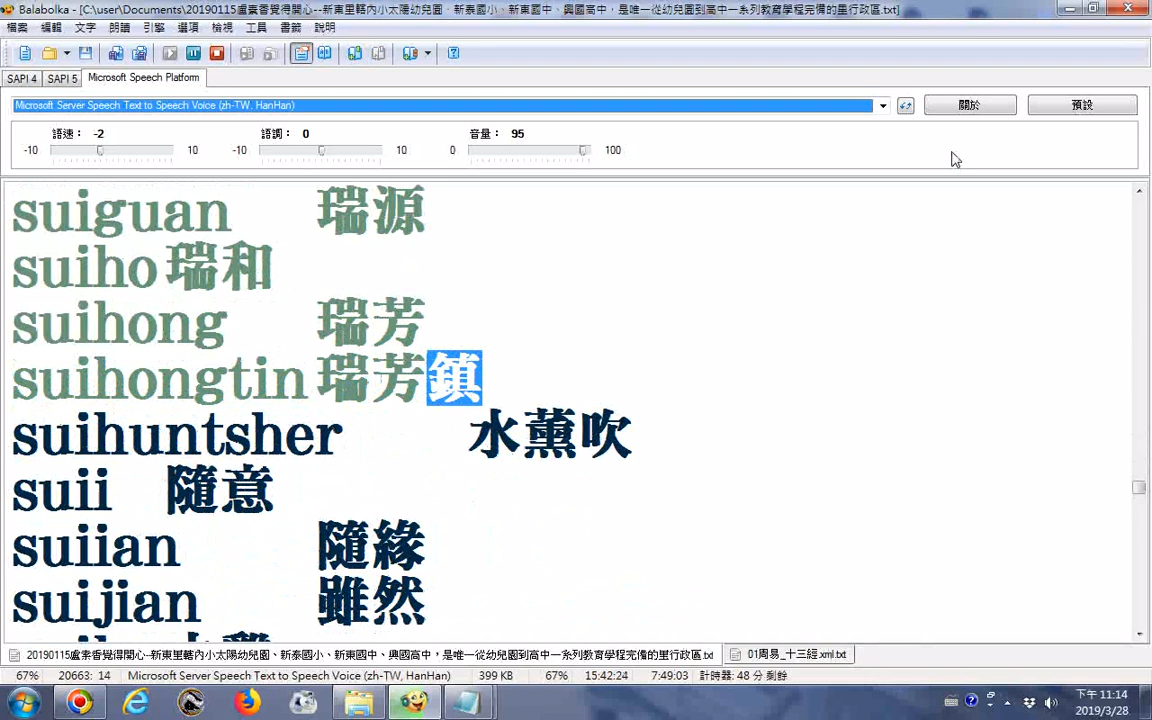 Balabolka - [C:\user\Documents\20190115盧素香覺得開心--新東里轄內小太陽幼兒園、新泰國小、新東國中、興國高中，是唯一從幼兒園到高中一系列教育學程完備的里行政區.txt]
檔案 編輯 文字 朗讀 引擎 選項 檢視 工具 書籤 說明
SAPI 4 SAPI 5 Microsoft Speech Platform
Microsoft Server Speech Text to Speech Voice (zh-TW, HanHan) 關於 預設
語速： -2 語調： 0 音量： 95
-10 10 -10 10 0 100
suiguan 瑞源
suiho 瑞和
suihong 瑞芳
suihongtin 瑞芳鎮
suihuntsher 水薰吹
suii 隨意
suiian 隨緣
suijian 雖然
20190115盧素香覺得開心--新東里轄內小太陽幼兒園、新泰國小、新東國中、興國高中，是唯一從幼兒園到高中一系列教育學程完備的里行政區.txt 01周易_十三經.xml.txt
67% 20663: 14 Microsoft Server Speech Text to Speech Voice (zh-TW, HanHan) 399 KB 67% 15:42:24 7:49:03 計時器: 48 分 剩餘
下午 11:14
2019/3/28